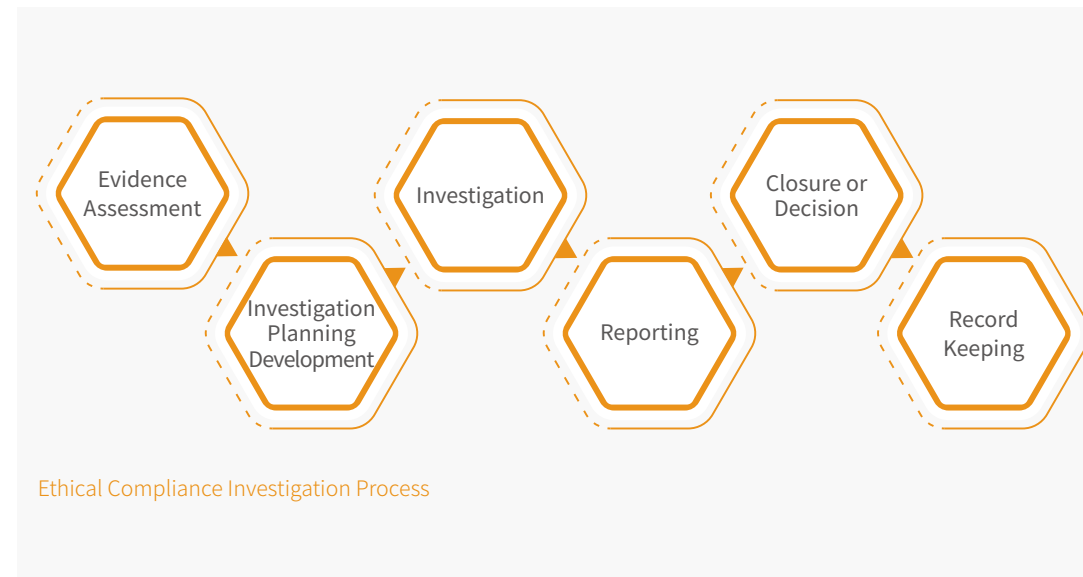 Evidence
Assessment
Investigation
Planning
Development
Investigation
Reporting
Closure or
Decision
Record
Keeping
Ethical Compliance Investigation Process